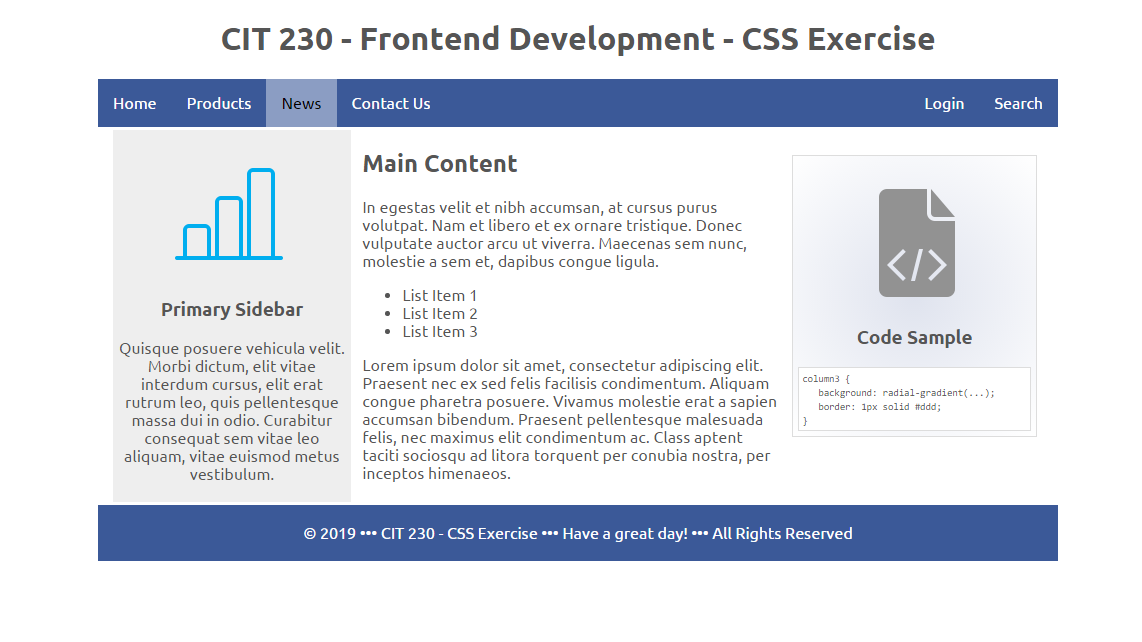 CIT 230 - Frontend Development - CSS Exercise
Home Products News Contact Us Login Search
Primary Sidebar
Quisque posuere vehicula velit.
Morbi dictum, elit vitae
interdum cursus, elit erat
rutrum leo, quis pellentesque
massa dui in odio. Curabitur
consequat sem vitae leo
aliquam, vitae euismod metus
vestibulum.
Main Content
In egestas velit et nibh accumsan, at cursus purus
volutpat. Nam et libero et ex ornare tristique. Donec
vulputate auctor arcu ut viverra. Maecenas sem nunc,
molestie a sem et, dapibus congue ligula.
• List Item 1
• List Item 2
• List Item 3
Lorem ipsum dolor sit amet, consectetur adipiscing elit.
Praesent nec ex sed felis facilisis condimentum. Aliquam
congue pharetra posuere. Vivamus molestie erat a sapien
accumsan bibendum. Praesent pellentesque malesuada
felis, nec maximus elit condimentum ac. Class aptent
taciti sociosqu ad litora torquent per conubia nostra, per
inceptos himenaeos.
</>
Code Sample
column3 {
background: radial-gradient(...);
border: 1px solid #ddd;
}
© 2019 ••• CIT 230 - CSS Exercise ••• Have a great day! ••• All Rights Reserved